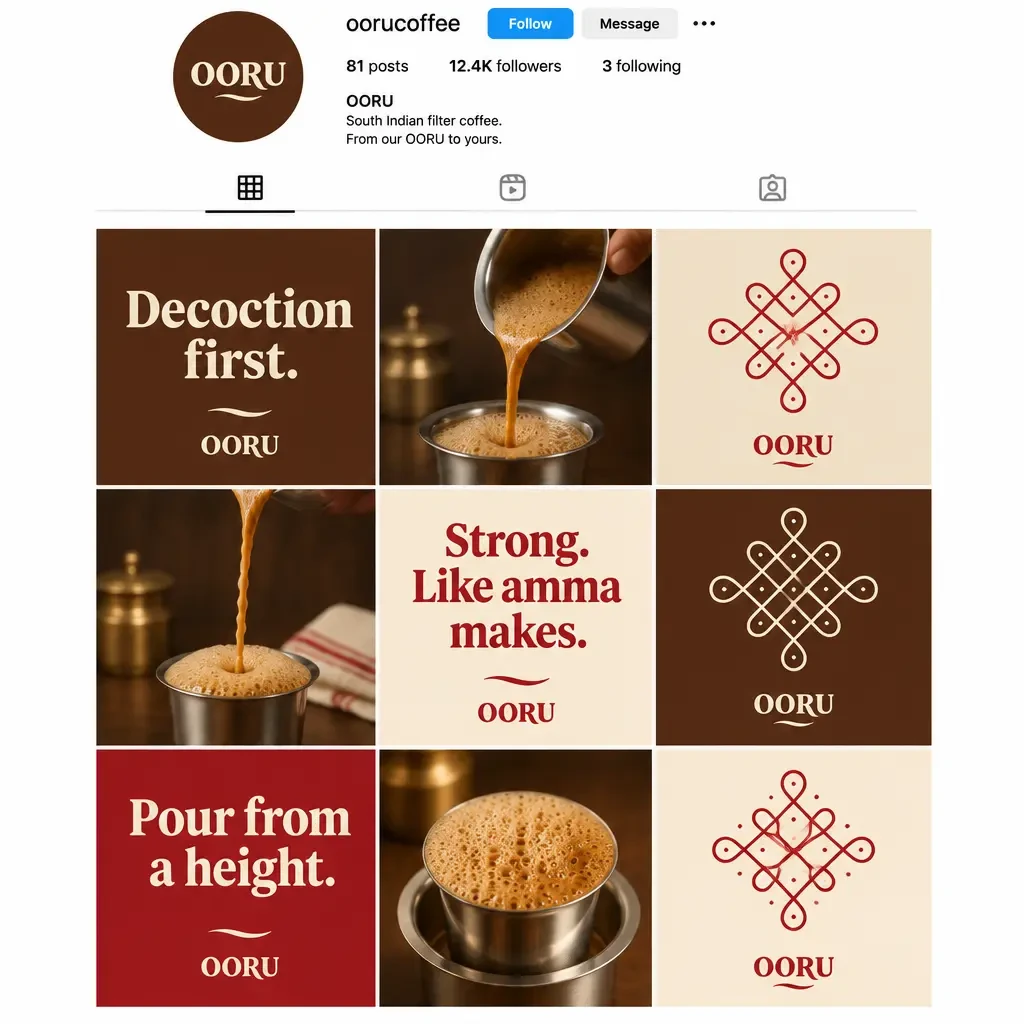 OORU
oorucoffee
Follow
Message
81 posts
12.4K followers
3 following
OORU
South Indian filter coffee.
From our OORU to yours.
Decoction
first.
OORU
OORU
Strong.
Like amma
makes.
OORU
OORU
Pour from
a height.
OORU
OORU